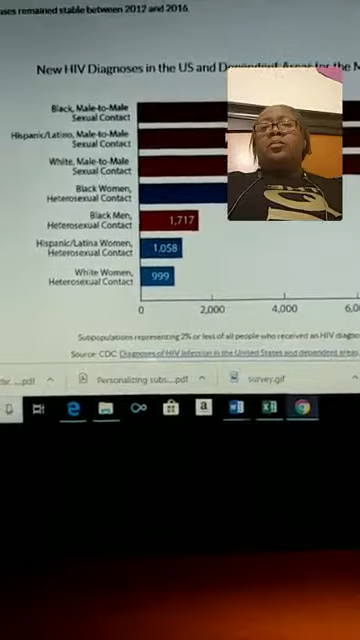 ses remained stable between 2012 and 2016
New HIV Diagnoses in the US and Dependent Areas for the M
Black, Male-to-Male
Sexual Contact
Hispanic/Latino, Male-to-Male
Sexual Contact
White, Male-to-Male
Sexual Contact
Black Women,
Heterosexual Contact
Black Men,
Heterosexual Contact
1,717
Hispanic/Latina Women,
Heterosexual Contact
1,058
White Women,
Heterosexual Contact
999
0 2,000 4,000 6,0
Subpopulations representing 2% or less of all people who received an HIV diagnos
Source: CDC. Diagnoses of HIV infection in the United States and dependent areas,
....pdf
Personalizing subs....pdf
survey.gif